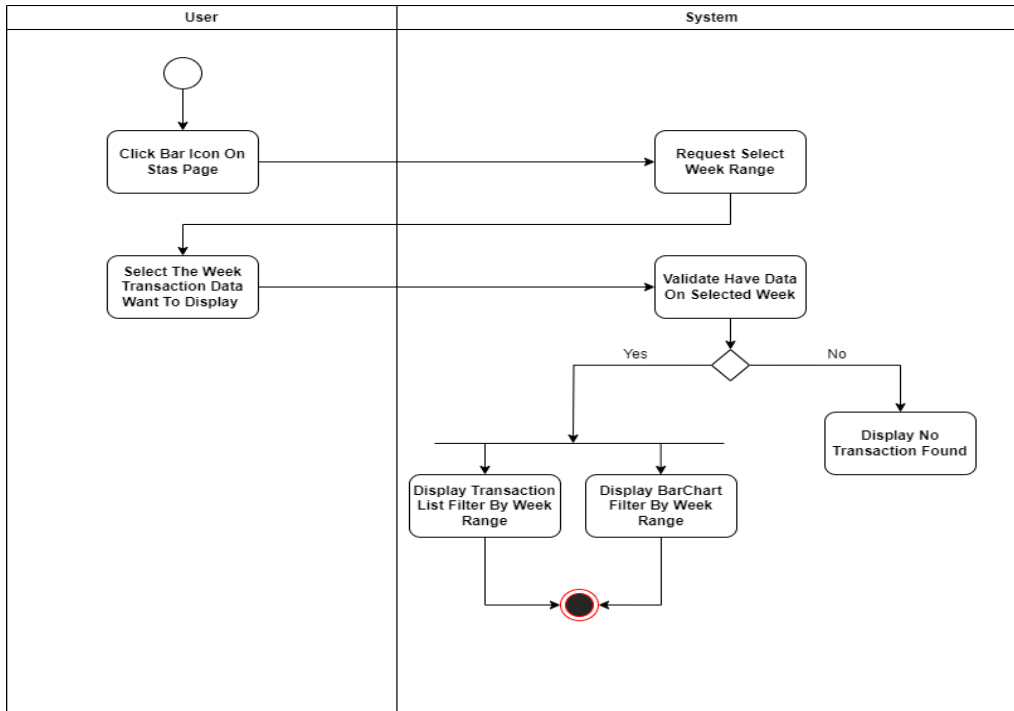 User
System
Click Bar Icon On
Stas Page
Request Select
Week Range
Select The Week
Transaction Data
Want To Display
Validate Have Data
On Selected Week
Yes
No
Display No
Transaction Found
Display Transaction
List Filter By Week
Range
Display BarChart
Filter By Week
Range